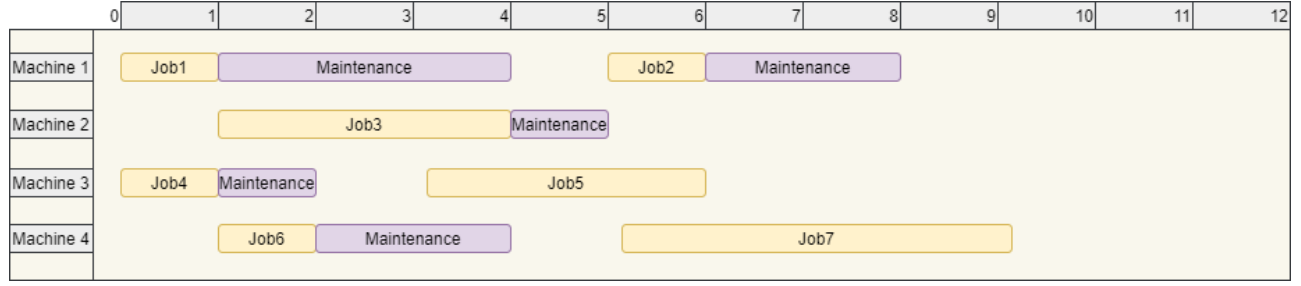 0 1 2 3 4 5 6 7 8 9 10 11 12
Machine 1 Job1 Maintenance Job2 Maintenance
Machine 2 Job3 Maintenance
Machine 3 Job4 Maintenance Job5
Machine 4 Job6 Maintenance Job7